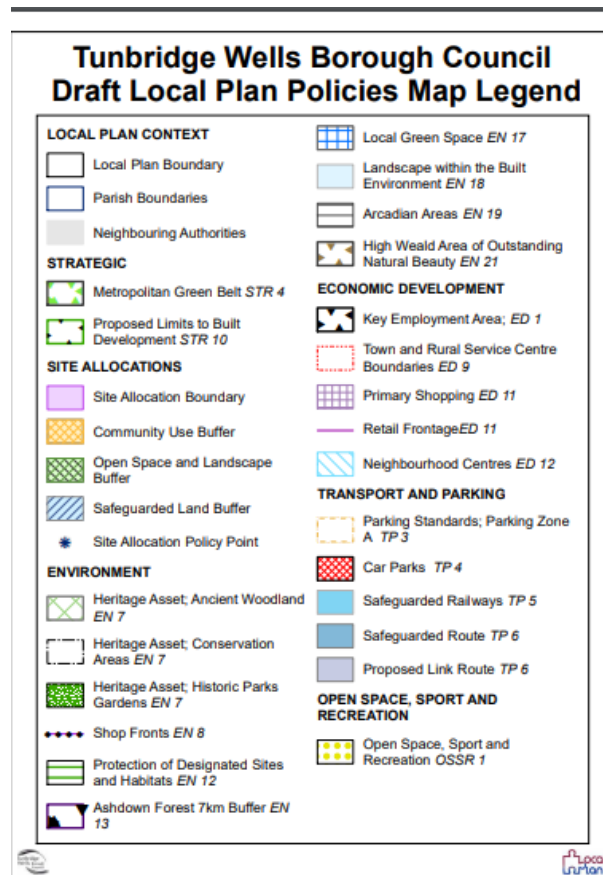 Tunbridge Wells Borough Council
Draft Local Plan Policies Map Legend
LOCAL PLAN CONTEXT
Local Plan Boundary
Parish Boundaries
Neighbouring Authorities
STRATEGIC
Metropolitan Green Belt STR 4
Proposed Limits to Built
Development STR 10
SITE ALLOCATIONS
Site Allocation Boundary
Community Use Buffer
Open Space and Landscape
Buffer
Safeguarded Land Buffer
Site Allocation Policy Point
ENVIRONMENT
Heritage Asset; Ancient Woodland
EN 7
Heritage Asset; Conservation
Areas EN 7
Heritage Asset; Historic Parks
Gardens EN 7
Shop Fronts EN 8
Protection of Designated Sites
and Habitats EN 12
Ashdown Forest 7km Buffer EN
13
Local Green Space EN 17
Landscape within the Built
Environment EN 18
Arcadian Areas EN 19
High Weald Area of Outstanding
Natural Beauty EN 21
ECONOMIC DEVELOPMENT
Key Employment Area; ED 1
Town and Rural Service Centre
Boundaries ED 9
Primary Shopping ED 11
Retail FrontageED 11
Neighbourhood Centres ED 12
TRANSPORT AND PARKING
Parking Standards; Parking Zone
A TP 3
Car Parks TP 4
Safeguarded Railways TP 5
Safeguarded Route TP 6
Proposed Link Route TP 6
OPEN SPACE, SPORT AND
RECREATION
Open Space, Sport and
Recreation OSSR 1